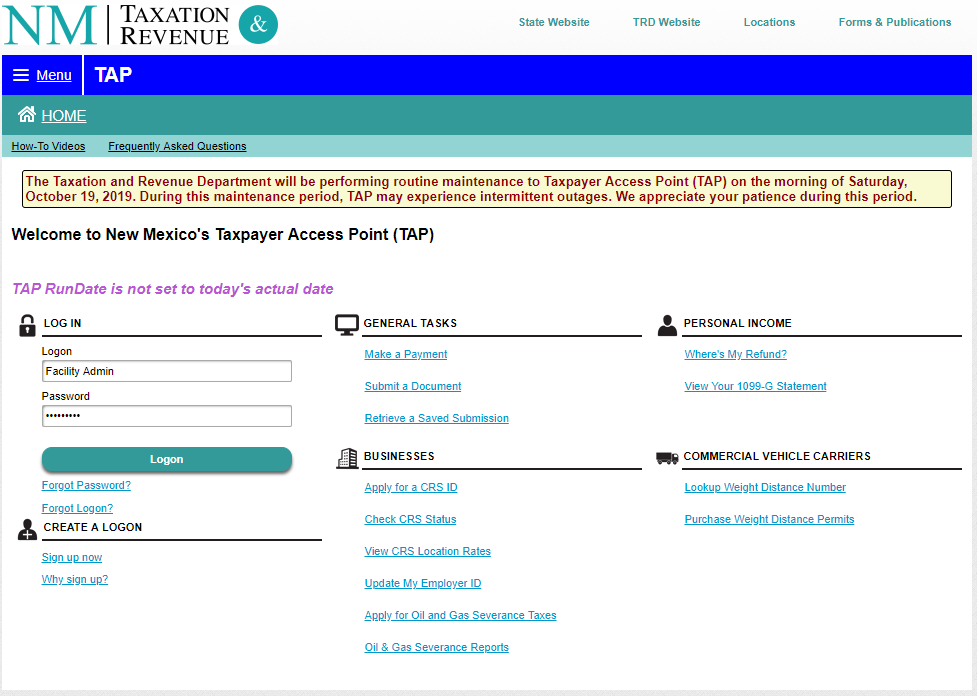 NM TAXATION & REVENUE
State Website TRD Website Locations Forms & Publications
Menu TAP
HOME
How-To Videos Frequently Asked Questions
The Taxation and Revenue Department will be performing routine maintenance to Taxpayer Access Point (TAP) on the morning of Saturday,
October 19, 2019. During this maintenance period, TAP may experience intermittent outages. We appreciate your patience during this period.
Welcome to New Mexico's Taxpayer Access Point (TAP)
TAP RunDate is not set to today's actual date
LOG IN
Logon
Facility Admin
Password
•••••••••
Logon
Forgot Password?
Forgot Logon?
CREATE A LOGON
Sign up now
Why sign up?
GENERAL TASKS
Make a Payment
Submit a Document
Retrieve a Saved Submission
BUSINESSES
Apply for a CRS ID
Check CRS Status
View CRS Location Rates
Update My Employer ID
Apply for Oil and Gas Severance Taxes
Oil & Gas Severance Reports
PERSONAL INCOME
Where's My Refund?
View Your 1099-G Statement
COMMERCIAL VEHICLE CARRIERS
Lookup Weight Distance Number
Purchase Weight Distance Permits